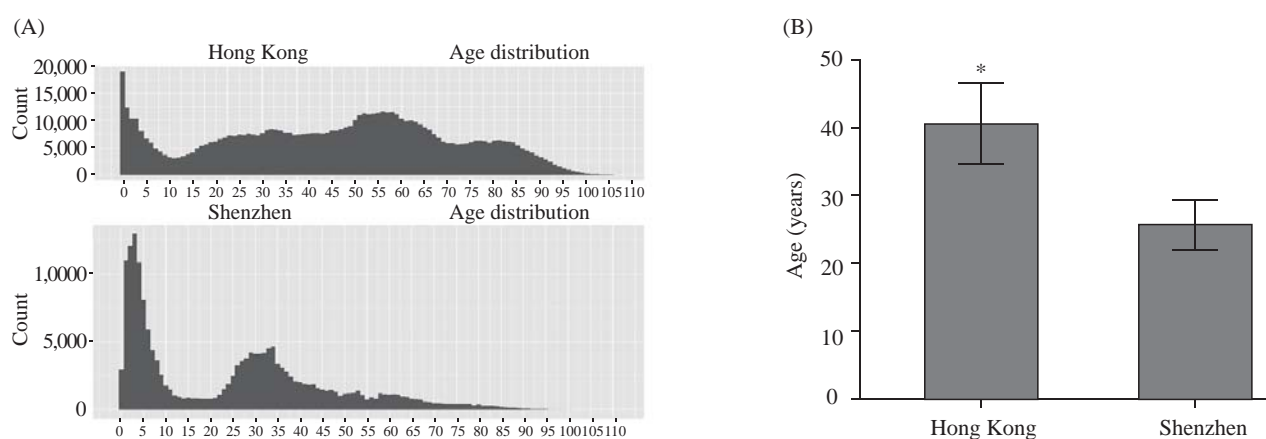 (A)
Hong Kong Age distribution
20,000
15,000
10,000
5,000
0
Count
0 5 10 15 20 25 30 35 40 45 50 55 60 65 70 75 80 85 90 95 100 105 110
Shenzhen Age distribution
1,0000
5,000
0
Count
0 5 10 15 20 25 30 35 40 45 50 55 60 65 70 75 80 85 90 95 100105 110
(B)
50
40
30
20
10
0
Age (years)
*
Hong Kong Shenzhen